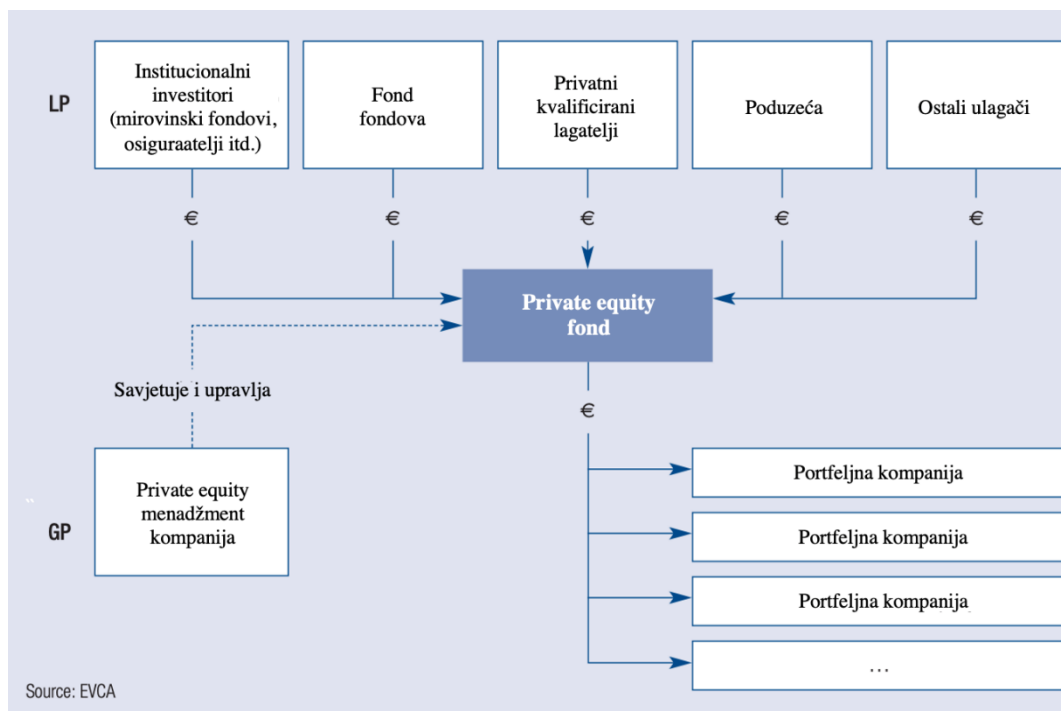 LP
Institucionalni
investitori
(mirovinski fondovi,
osiguraatelji itd.)
Fond
fondova
Privatni
kvalificirani
lagatelji
Poduzeća
Ostali ulagači
€
€
€
€
€
Private equity
fond
Savjetuje i upravlja
€
GP
Private equity
menadžment
kompanija
Portfeljna kompanija
Portfeljna kompanija
Portfeljna kompanija
...
Source: EVCA